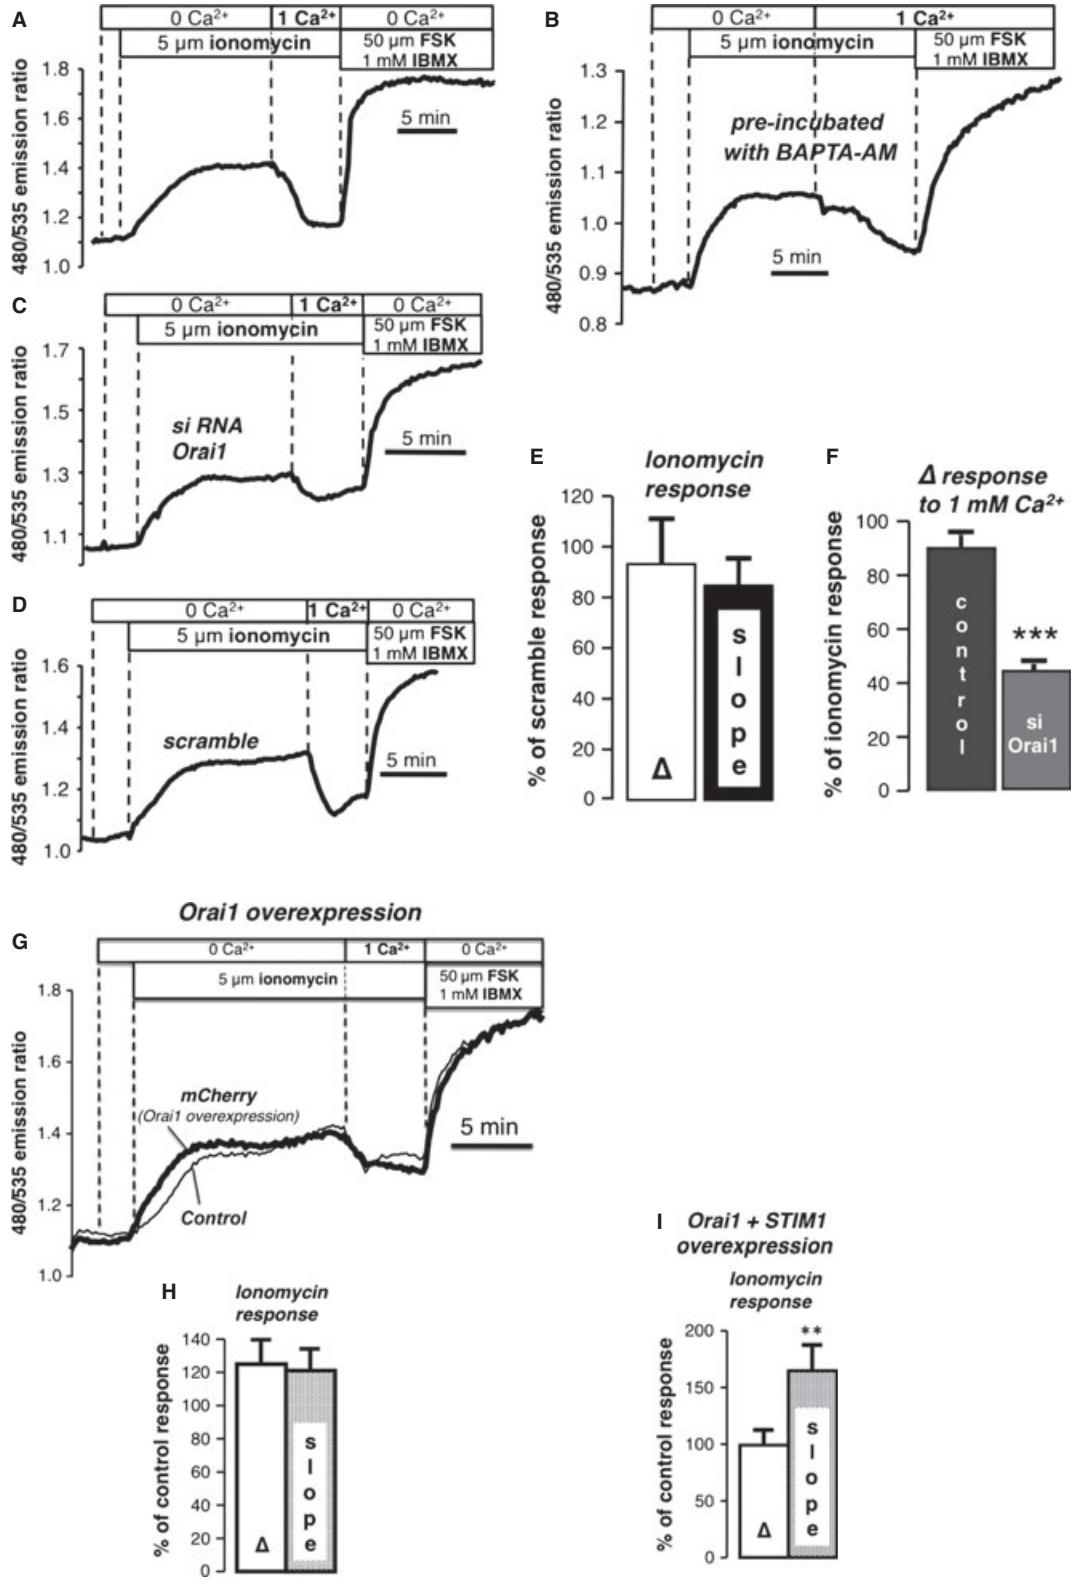 A
0 Ca²⁺
1 Ca²⁺
0 Ca²⁺
5 µm ionomycin
50 µm FSK
1 mM IBMX
480/535 emission ratio
1.8
1.6
1.4
1.2
1.0
5 min
B
0 Ca²⁺
1 Ca²⁺
5 µm ionomycin
50 µm FSK
1 mM IBMX
480/535 emission ratio
1.3
1.2
1.1
1.0
0.9
0.8
pre-incubated
with BAPTA-AM
5 min
C
0 Ca²⁺
1 Ca²⁺
0 Ca²⁺
5 µm ionomycin
50 µm FSK
1 mM IBMX
480/535 emission ratio
1.7
1.5
1.3
1.1
si RNA
Orai1
5 min
D
0 Ca²⁺
1 Ca²⁺
0 Ca²⁺
5 µm ionomycin
50 µm FSK
1 mM IBMX
480/535 emission ratio
1.6
1.4
1.2
1.0
scramble
5 min
E
Ionomycin
response
% of scramble response
120
100
80
60
40
20
0
Δ
slope
F
Δ response
to 1 mM Ca²⁺
% of ionomycin response
100
80
60
40
20
0
control
***
si
Orai1
Orai1 overexpression
G
0 Ca²⁺
1 Ca²⁺
0 Ca²⁺
5 µm ionomycin
50 µm FSK
1 mM IBMX
480/535 emission ratio
1.8
1.6
1.4
1.2
1.0
mCherry
(Orai1 overexpression)
Control
5 min
H
Ionomycin
response
% of control response
140
120
100
80
60
40
20
0
Δ
slope
I
Orai1 + STIM1
overexpression
Ionomycin
response
% of control response
200
150
100
50
0
**
Δ
slope